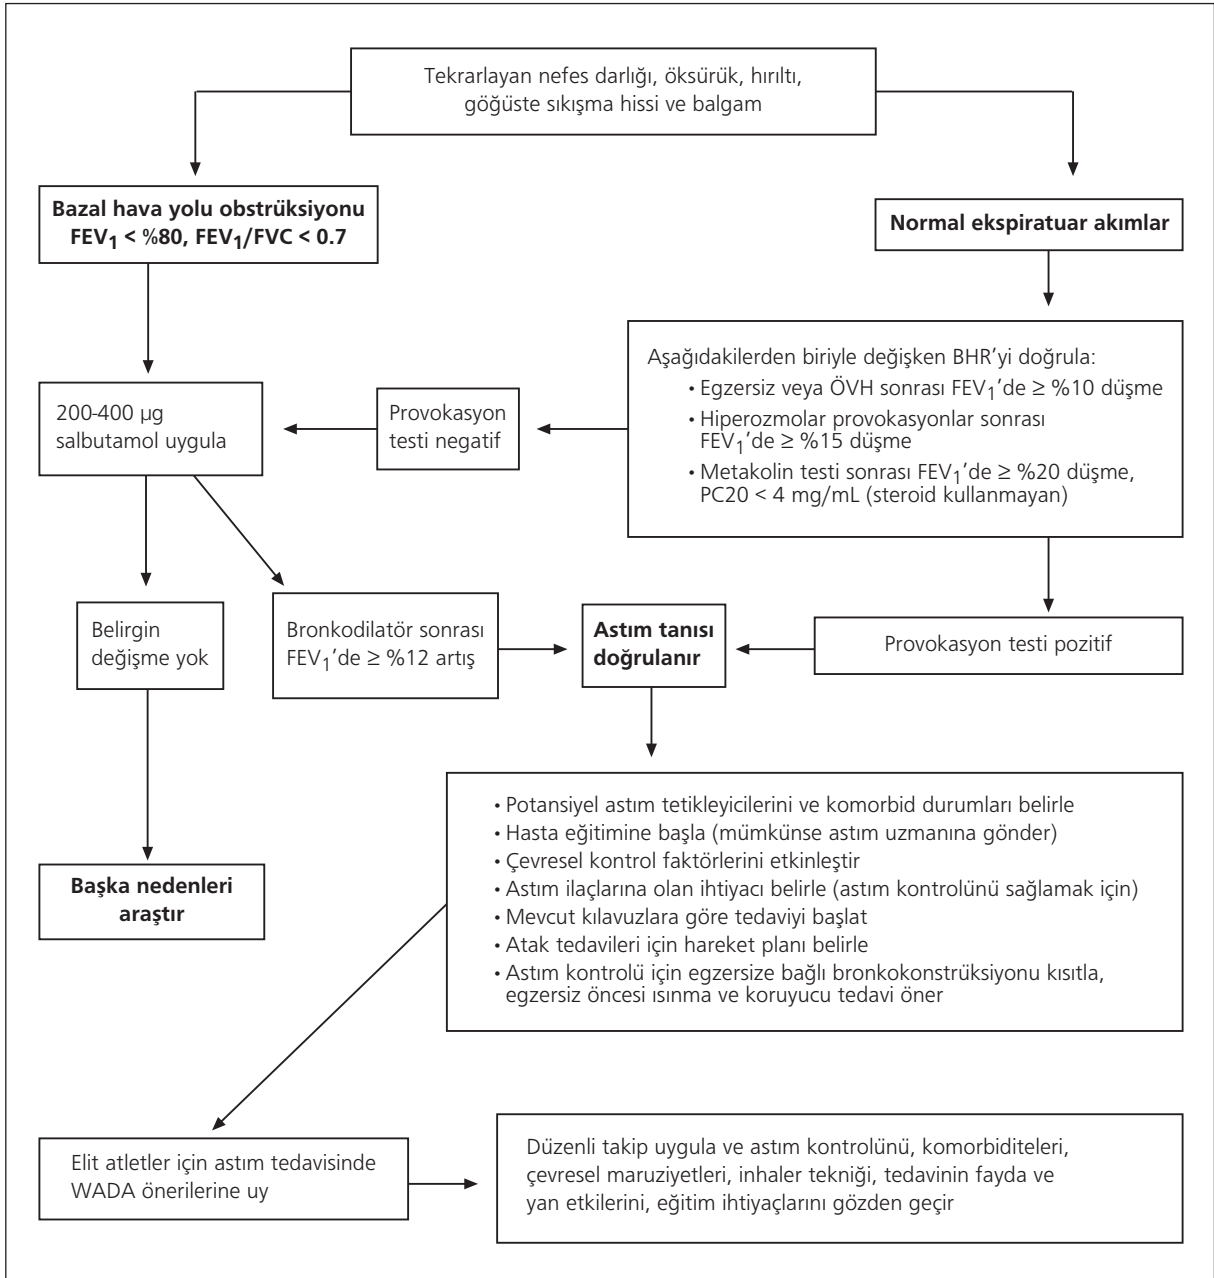 Tekrarlayan nefes darlığı, öksürük, hırıltı,
göğüste sıkışma hissi ve balgam
Bazal hava yolu obstrüksiyonu
FEV1 < %80, FEV1/FVC < 0.7
Normal ekspiratuar akımlar
Aşağıdakilerden biriyle değişken BHR'yi doğrula:
• Egzersiz veya ÖVH sonrası FEV1'de ≥ %10 düşme
• Hiperozmolar provokasyonlar sonrası
FEV1'de ≥ %15 düşme
• Metakolin testi sonrası FEV1'de ≥ %20 düşme,
PC20 < 4 mg/mL (steroid kullanmayan)
Provokasyon
testi negatif
200-400 µg
salbutamol uygula
Belirgin
değişme yok
Bronkodilatör sonrası
FEV1'de ≥ %12 artış
Astım tanısı
doğrulanır
Provokasyon testi pozitif
Başka nedenleri
araştır
• Potansiyel astım tetikleyicilerini ve komorbid durumları belirle
• Hasta eğitimine başla (mümkünse astım uzmanına gönder)
• Çevresel kontrol faktörlerini etkinleştir
• Astım ilaçlarına olan ihtiyacı belirle (astım kontrolünü sağlamak için)
• Mevcut kılavuzlara göre tedaviyi başlat
• Atak tedavileri için hareket planı belirle
• Astım kontrolü için egzersize bağlı bronkokonstrüksiyonu kısıtla,
egzersiz öncesi ısınma ve koruyucu tedavi öner
Elit atletler için astım tedavisinde
WADA önerilerine uy
Düzenli takip uygula ve astım kontrolünü, komorbiditeleri,
çevresel maruziyetleri, inhaler tekniği, tedavinin fayda ve
yan etkilerini, eğitim ihtiyaçlarını gözden geçir